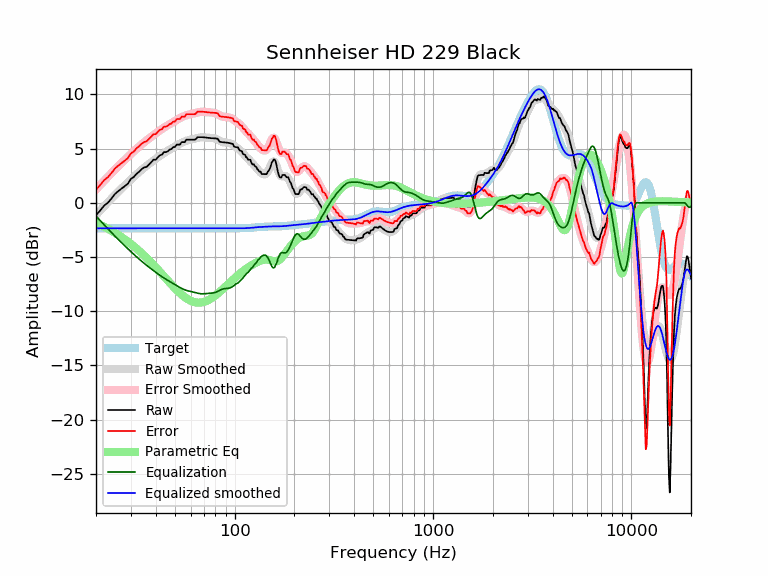 Sennheiser HD 229 Black
Amplitude (dBr)
10
5
0
−5
−10
−15
−20
−25
Target
Raw Smoothed
Error Smoothed
Raw
Error
Parametric Eq
Equalization
Equalized smoothed
100
1000
10000
Frequency (Hz)